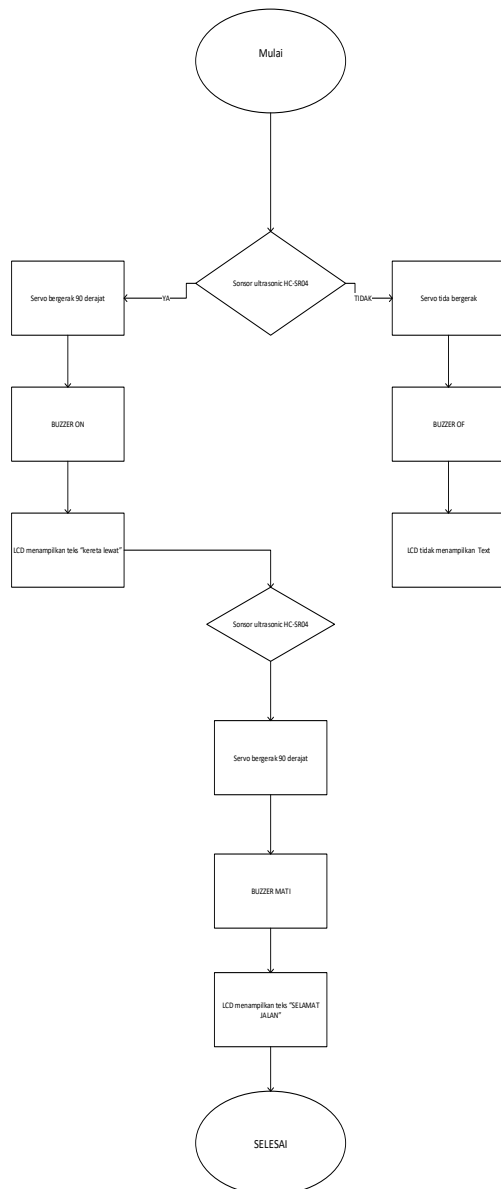 Mulai
Sonsor ultrasonic HC-SR04
YA
TIDAK
Servo bergerak 90 derajat
Servo tida bergerak
BUZZER ON
BUZZER OF
LCD menampilkan teks “kereta lewat”
LCD tidak menampilkan Text
Sonsor ultrasonic HC-SR04
Servo bergerak 90 derajat
BUZZER MATI
LCD menampilkan teks “SELAMAT
JALAN”
SELESAI